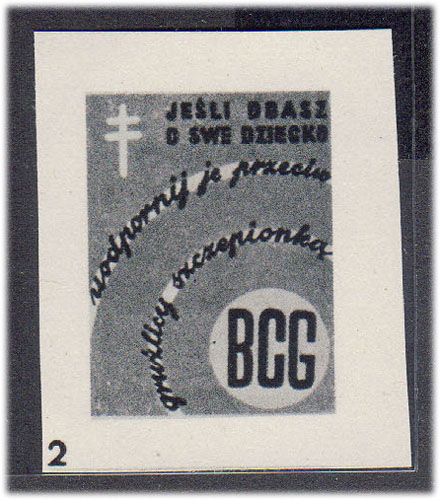 JEŚLI DBASZ
O SWE DZIECKO
uodpornij je przeciw
gruźlicy szczepionką
BCG
2